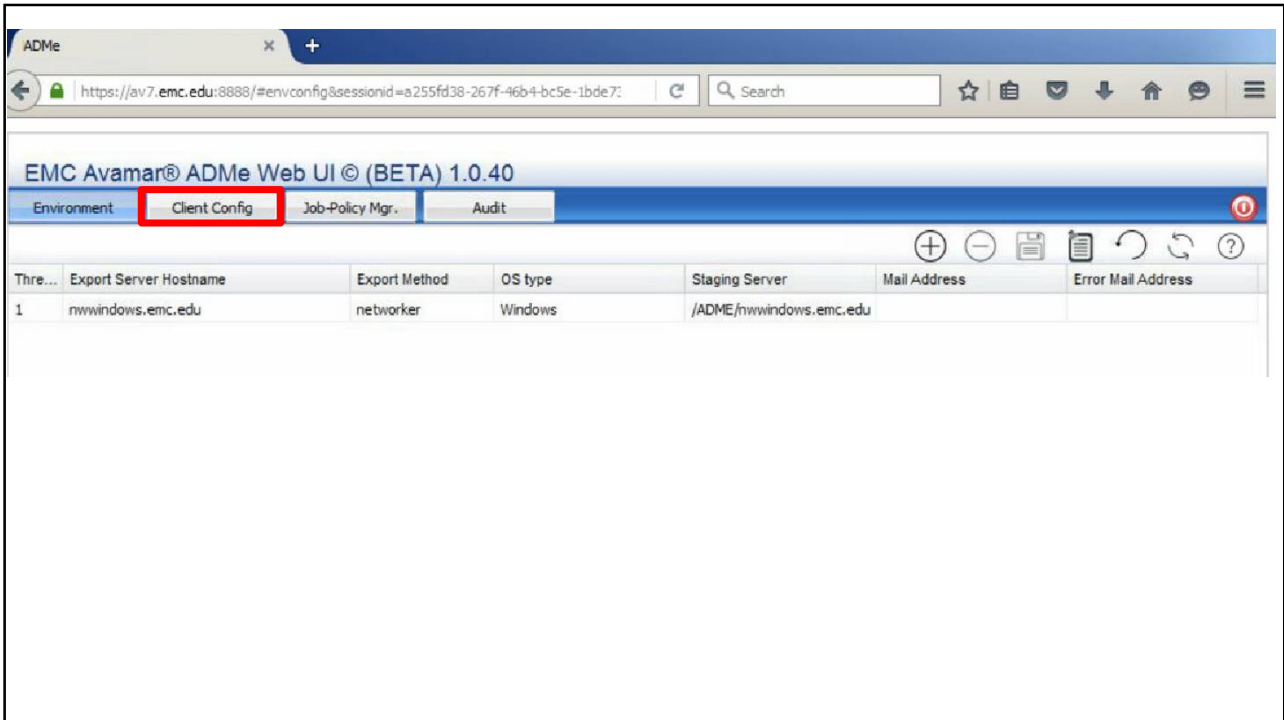 ADMe
https://av7.emc.edu:8888/#envconfig&sessionid=a255fd38-267f-46b4-bc5e-1bde7
Search
EMC Avamar® ADMe Web UI © (BETA) 1.0.40
Environment Client Config Job-Policy Mgr. Audit
Thre... Export Server Hostname Export Method OS type Staging Server Mail Address Error Mail Address
1 nwwindows.emc.edu networker Windows /ADME/nwwindows.emc.edu